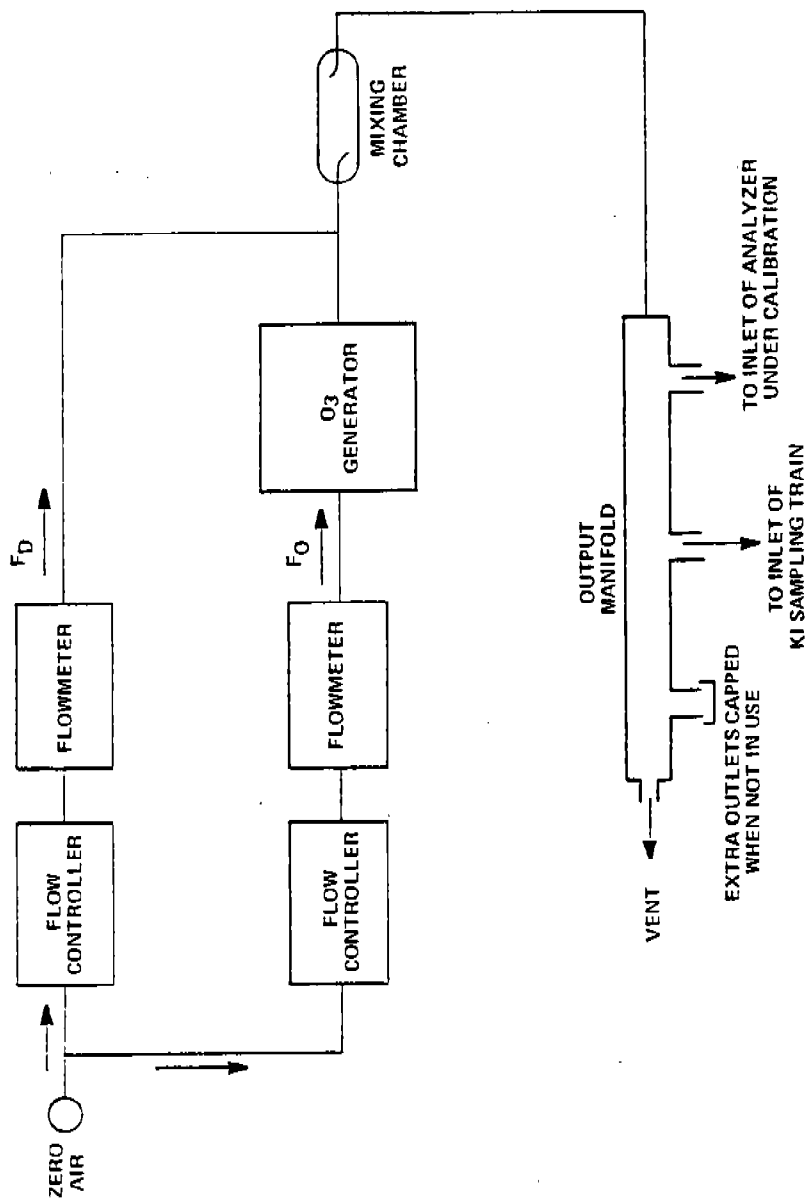 ZERO
AIR
FLOW
CONTROLLER
FLOWMETER
F_D
FLOW
CONTROLLER
FLOWMETER
F_O
O_3
GENERATOR
MIXING
CHAMBER
OUTPUT
MANIFOLD
VENT
EXTRA OUTLETS CAPPED
WHEN NOT IN USE
TO INLET OF
KI SAMPLING TRAIN
TO INLET OF ANALYZER
UNDER CALIBRATION